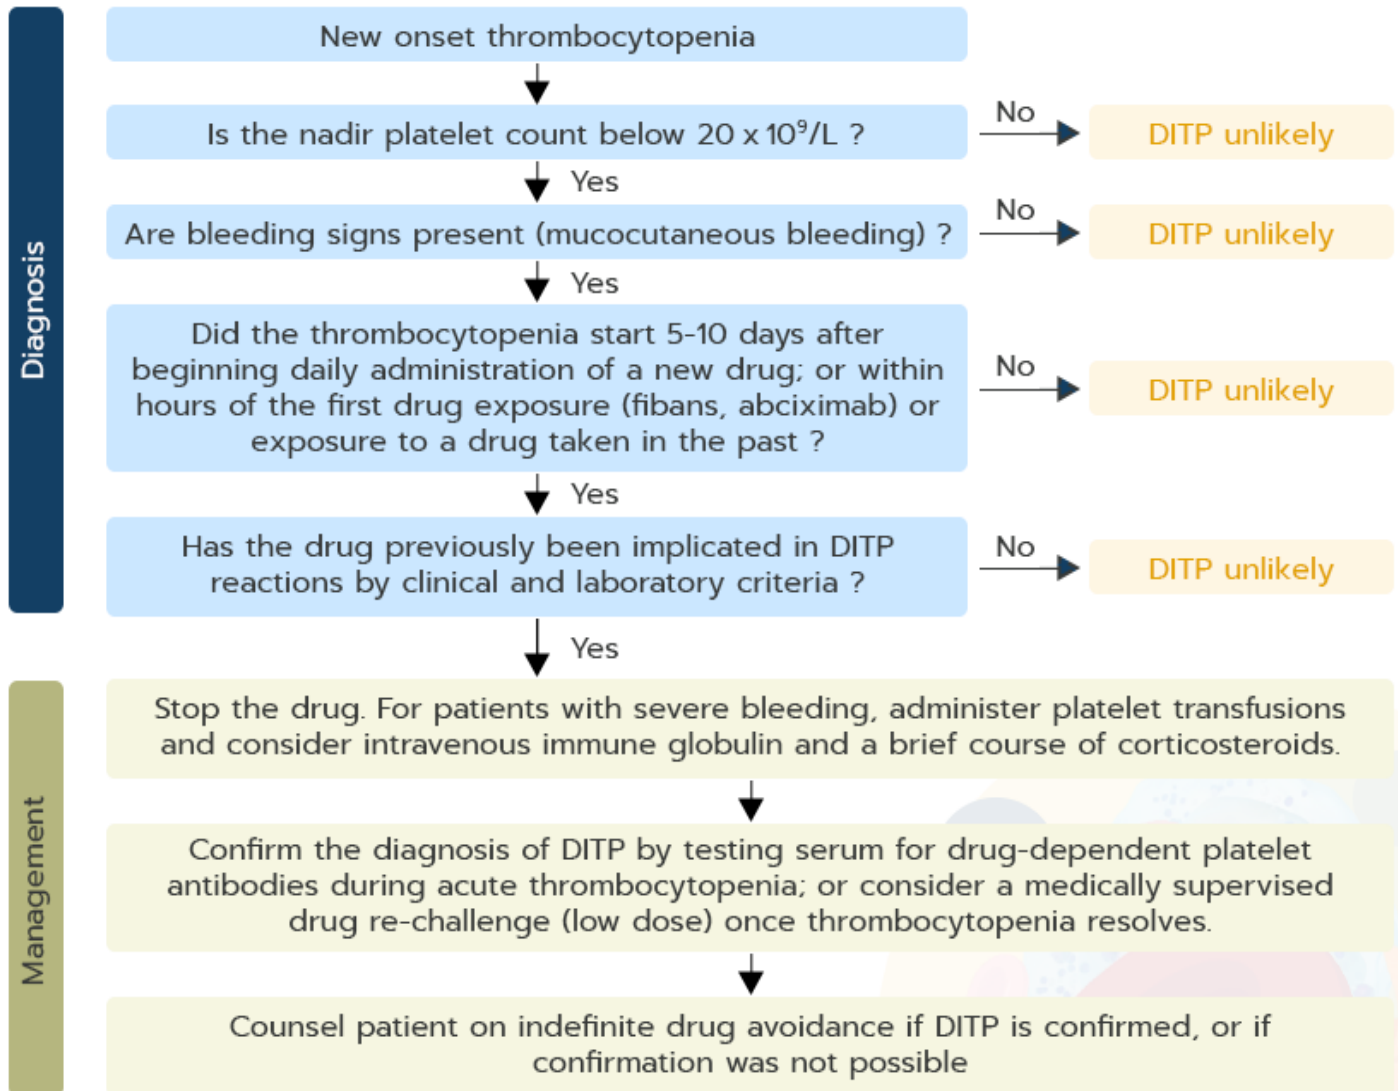 Diagnosis
New onset thrombocytopenia
Is the nadir platelet count below 20 x 10⁹/L ?
No
DITP unlikely
Yes
Are bleeding signs present (mucocutaneous bleeding) ?
No
DITP unlikely
Yes
Did the thrombocytopenia start 5-10 days after
beginning daily administration of a new drug; or within
hours of the first drug exposure (fibans, abciximab) or
exposure to a drug taken in the past ?
No
DITP unlikely
Yes
Has the drug previously been implicated in DITP
reactions by clinical and laboratory criteria ?
No
DITP unlikely
Yes
Management
Stop the drug. For patients with severe bleeding, administer platelet transfusions
and consider intravenous immune globulin and a brief course of corticosteroids.
Confirm the diagnosis of DITP by testing serum for drug-dependent platelet
antibodies during acute thrombocytopenia; or consider a medically supervised
drug re-challenge (low dose) once thrombocytopenia resolves.
Counsel patient on indefinite drug avoidance if DITP is confirmed, or if
confirmation was not possible